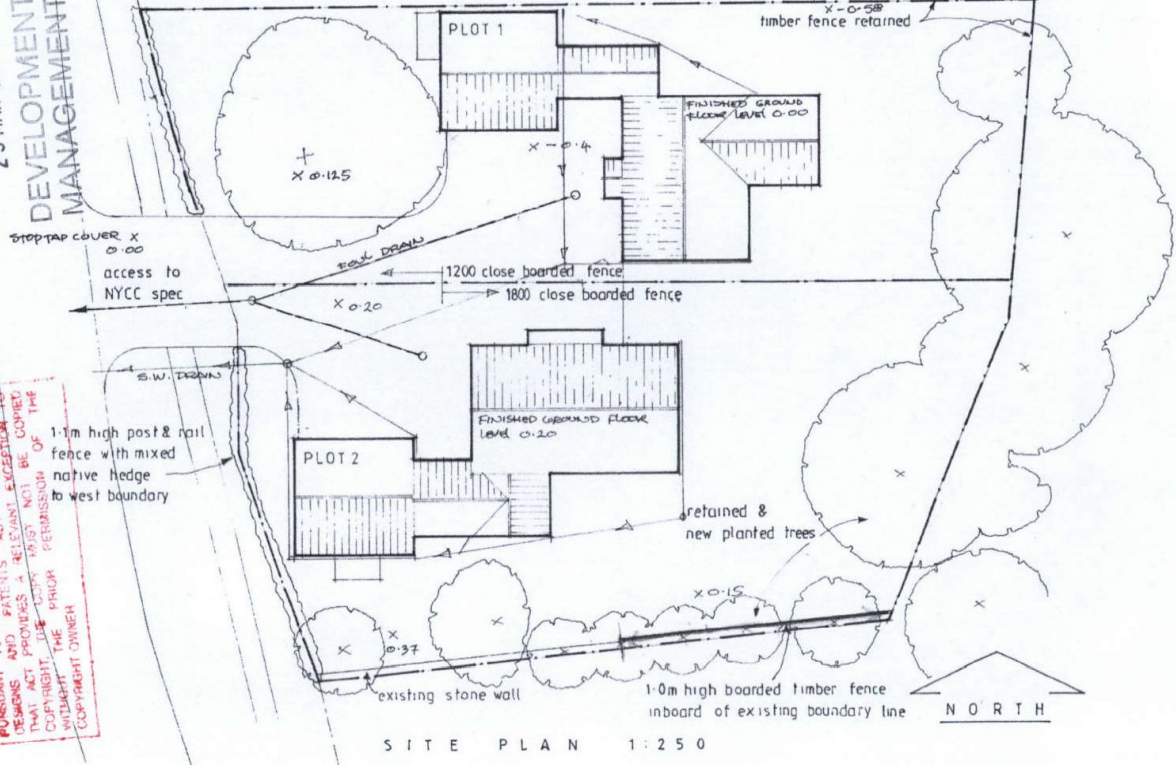 DEVELOPMENT
MANAGEMENT
PLOT 1
x -0.58
timber fence retained
FINISHED GROUND
FLOOR LEVEL 0.00
x -0.4
x 0.125
STOPTAP COVER x
0.00
access to
NYCC spec
FOUL DRAIN
1200 close boarded fence
1800 close boarded fence
x 0.20
S.W. DRAIN
1·1m high post & rail
fence with mixed
native hedge
to west boundary
PLOT 2
FINISHED GROUND FLOOR
LEVEL 0.20
retained &
new planted trees
x 0.15
x
0.37
existing stone wall
1·0m high boarded timber fence
inboard of existing boundary line
NORTH
SITE PLAN 1:250
DESIGNS AND PATENTS ACT EXCEPTION TO
THAT ACT PROVIDES A RELEVANT
COPYRIGHT. THE COPY MUST NOT BE COPIED
WITHOUT THE PRIOR PERMISSION OF THE
COPYRIGHT OWNER